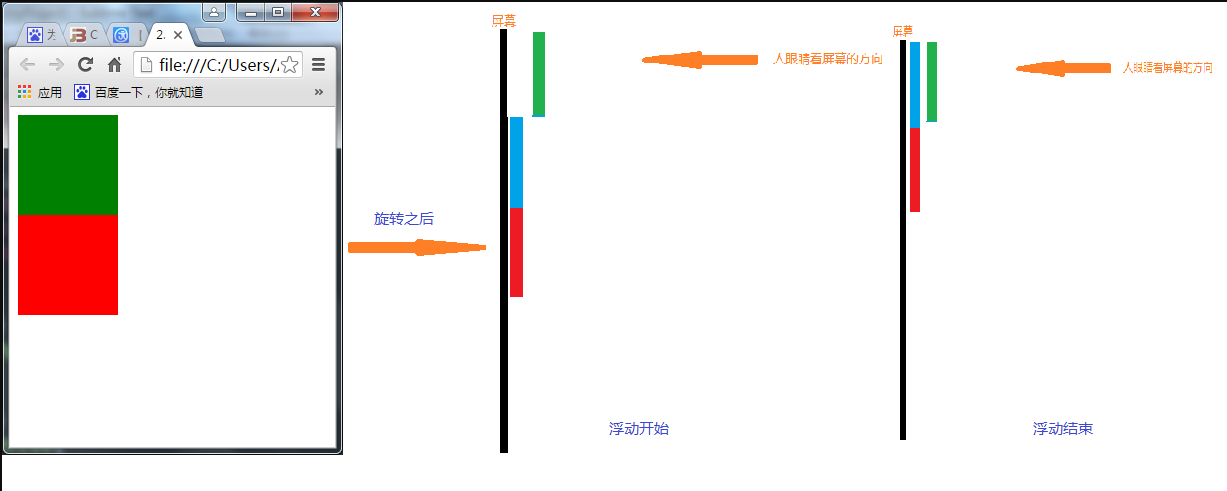 C
2.
file:///C:/Users/
应用
百度一下，你就知道
»
旋转之后
屏幕
人眼睛看屏幕的方向
浮动开始
屏幕
人眼睛看屏幕的方向
浮动结束